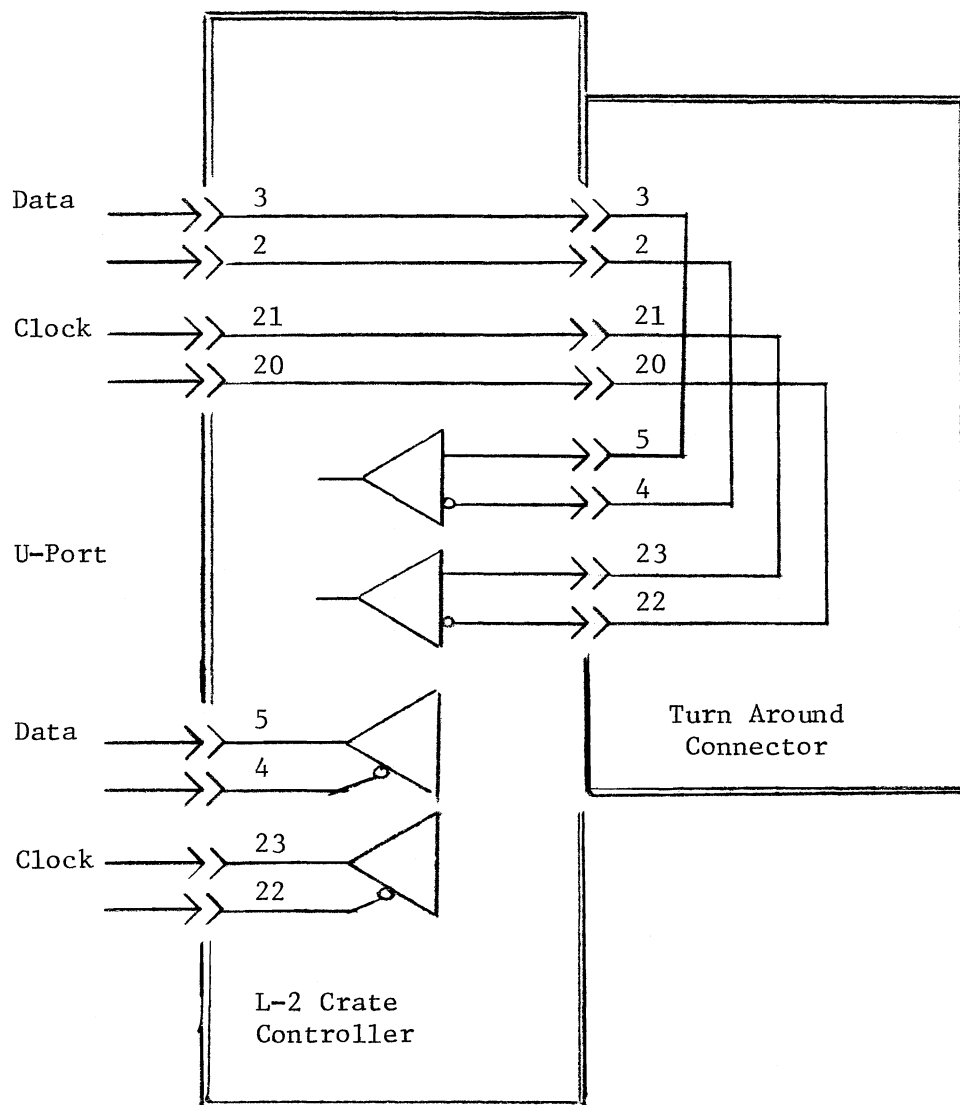 Data
3
3
2
2
Clock
21
21
20
20
5
4
U-Port
23
22
Data
5
4
Clock
23
22
Turn Around
Connector
L-2 Crate
Controller